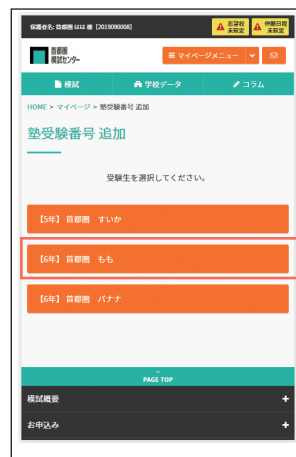 保護者名: 首都圏 はは 様 [2019090008]
志望校
未設定
併願日程
未設定
首都圏
模試センター
マイページメニュー
模試
学校データ
コラム
HOME > マイページ > 塾受験番号 追加
塾受験番号 追加
受験生を選択してください。
【5年】 首都圏 すいか
【6年】 首都圏 もも
【6年】 首都圏 バナナ
PAGE TOP
模試概要 +
お申込み +